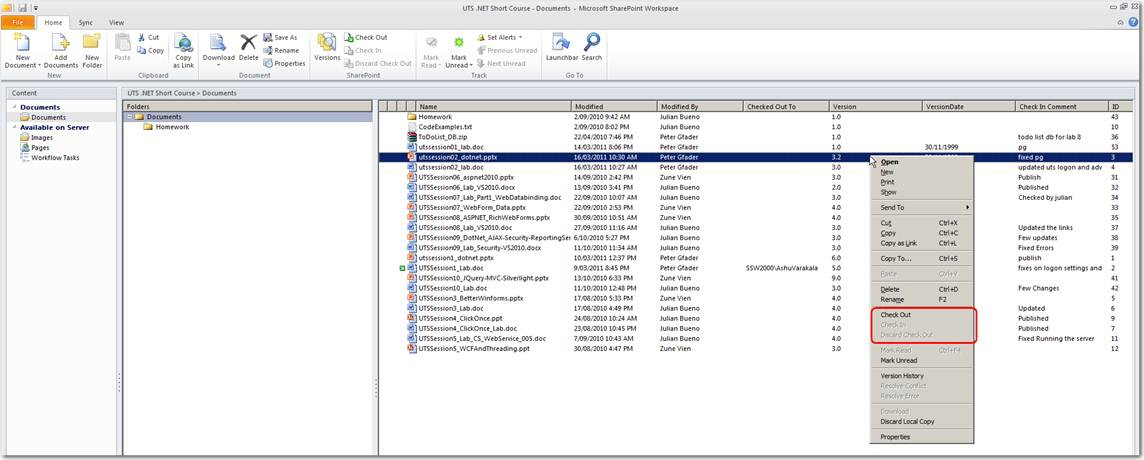 UTS .NET Short Course - Documents - Microsoft SharePoint Workspace
File Home Sync View
New Document Add Documents New Folder Paste Cut Copy Copy as Link Download Delete Save As Rename Properties Versions Check Out Check In Discard Check Out Mark Read Mark Unread Set Alerts Previous Unread Next Unread Launchbar Search
New Clipboard Document SharePoint Track Go To
Content
Documents
Documents
Available on Server
Images
Pages
Workflow Tasks
UTS .NET Short Course > Documents
Folders
Documents
Homework
Name Modified Modified By Checked Out To Version VersionDate Check In Comment ID
Homework 2/09/2010 9:42 AM Julian Bueno 1.0 43
CodeExamples.txt 2/09/2010 8:02 PM Julian Bueno 1.0 10
ToDoList_DB.zip 22/04/2010 7:46 PM Peter Gfader 1.0 todo list db for lab 8 36
utssession01_lab.doc 14/03/2011 8:06 PM Peter Gfader 1.0 30/11/1999 pg 53
utssession02_dotnet.pptx 16/03/2011 10:30 AM Peter Gfader 3.2 fixed pg 3
utssession02_lab.doc 16/03/2011 10:28 AM Peter Gfader 3.0 updated uts logon and adv 4
UTSSession06_aspnet2010.pptx 14/09/2010 2:45 PM Zune Vien 3.0 Publish 31
UTSSession06_Lab_VS2010.docx 13/09/2010 5:42 PM Julian Bueno 2.0 Published 32
UTSSession07_Lab_Part1_WebDatabinding.doc 22/09/2010 10:07 PM Julian Bueno 3.0 Checked by julian 34
UTSSession07_WebForm_Data.pptx 22/09/2010 2:53 PM Zune Vien 4.0 33
UTSSession08_ASPNET_RichWebForms.pptx 30/09/2010 10:51 AM Zune Vien 3.0 35
UTSSession08_Lab-VS2010.doc 27/09/2010 11:16 AM Julian Bueno 3.0 Updated the links 37
UTSSession09_DotNet_AJAX-Security-ReportingSer 6/10/2010 5:27 PM Julian Bueno 3.0 Few updates 38
UTSSession09_Lab_Security-VS2010.doc 5/10/2010 11:34 AM Julian Bueno 3.0 Fixed Errors 39
utssession1_dotnet.pptx 10/03/2011 12:37 PM Peter Gfader 6.0 Publish 1
UTSSession1_Lab.doc 9/03/2011 8:45 PM Peter Gfader SSW2000\AshuVarakala 5.0 fixes on logon settings and 2
UTSSession10_JQuery-MVC-Silverlight.pptx 13/10/2010 6:33 PM Zune Vien 9.0 41
UTSSession10_Lab.doc 11/10/2010 12:48 PM Julian Bueno 3.0 Few Changes 42
UTSSession3_BetterWinforms.pptx 17/08/2010 5:33 PM Zune Vien 4.0 5
UTSSession3_Lab.doc 17/08/2010 4:49 PM Julian Bueno 3.0 Updated 6
UTSSession4_ClickOnce.ppt 24/08/2010 10:24 AM Julian Bueno 4.0 Published 9
UTSSession4_ClickOnce_Lab.doc 23/08/2010 10:45 PM Julian Bueno 4.0 Published 7
UTSSession5_Lab_CS_WebService_005.doc 7/09/2010 10:43 AM Julian Bueno 4.0 Fixed Running the server 11
UTSSession5_WCFAndThreading.ppt 30/08/2010 4:47 PM Zune Vien 3.0 12
Open
New
Print
Show
Send To
Cut Ctrl+X
Copy Ctrl+C
Copy as Link Ctrl+L
Copy To... Ctrl+S
Paste Ctrl+V
Delete Ctrl+D
Rename F2
Check Out
Check In
Discard Check Out
Mark Read Ctrl+F4
Mark Unread
Version History
Resolve Conflict
Resolve Error
Download
Discard Local Copy
Properties